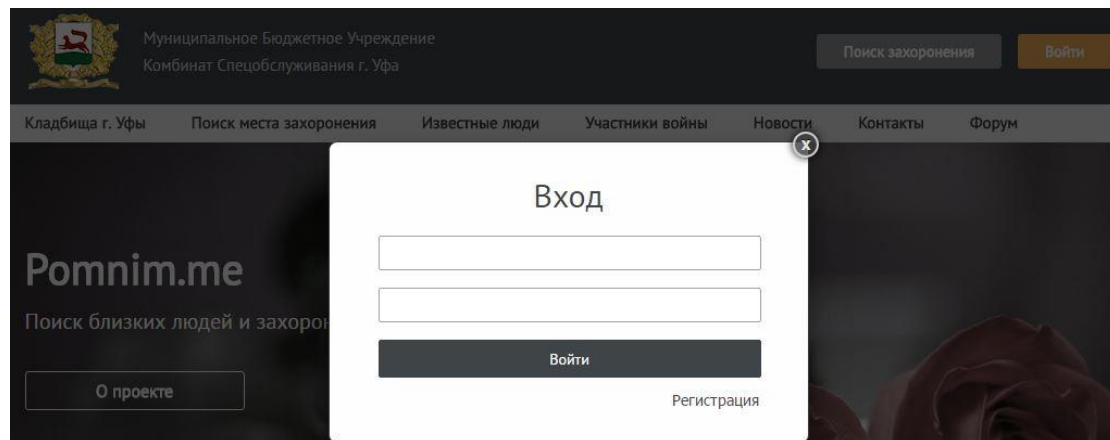 Муниципальное Бюджетное Учреждение
Комбинат Спецобслуживания г. Уфа
Поиск захоронения
Войти
Кладбища г. Уфы Поиск места захоронения Известные люди Участники войны Новости Контакты Форум
x
Вход
Pomnim.me
Поиск близких людей и
Войти
О проекте
Регистрация